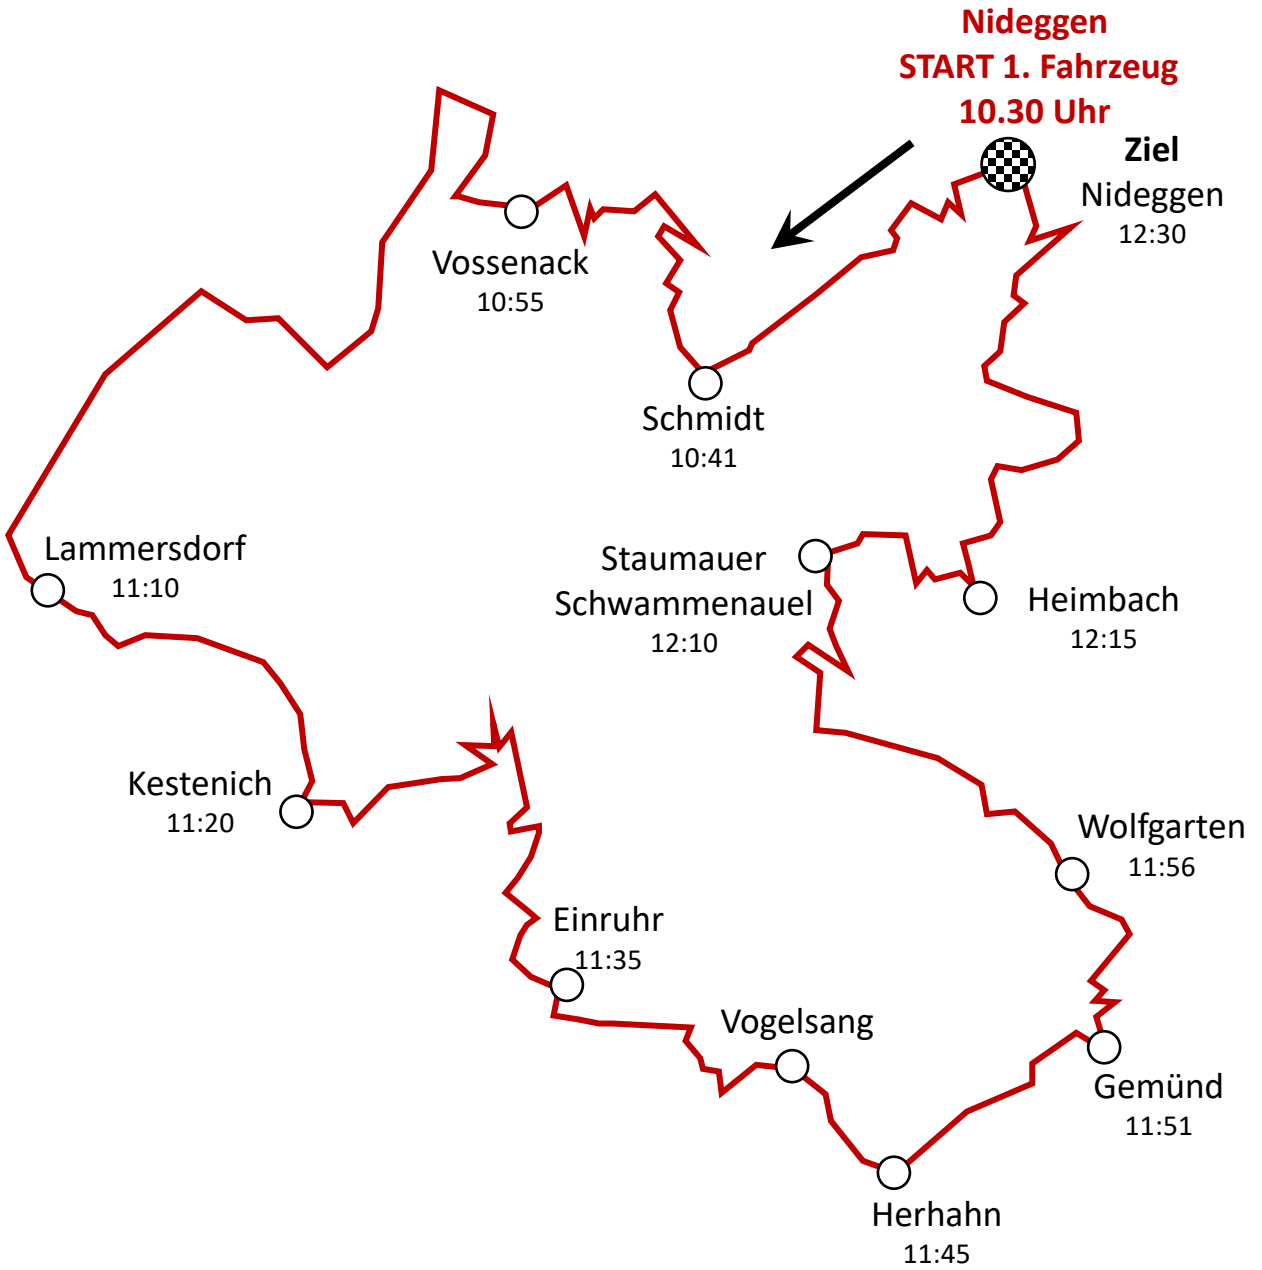 Nideggen
START 1. Fahrzeug
10.30 Uhr
Ziel
Nideggen
12:30
Vossenack
10:55
Schmidt
10:41
Lammersdorf
11:10
Staumauer
Schwammenauel
12:10
Heimbach
12:15
Kestenich
11:20
Wolfgarten
11:56
Einruhr
11:35
Vogelsang
Gemünd
11:51
Herhahn
11:45